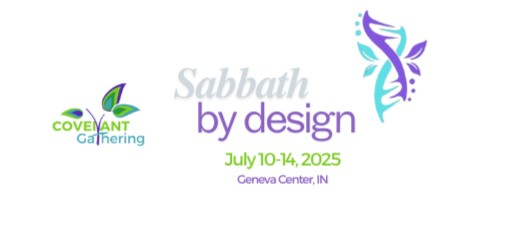 COVENANT
Gathering
Sabbath
by design
July 10-14, 2025
Geneva Center, IN